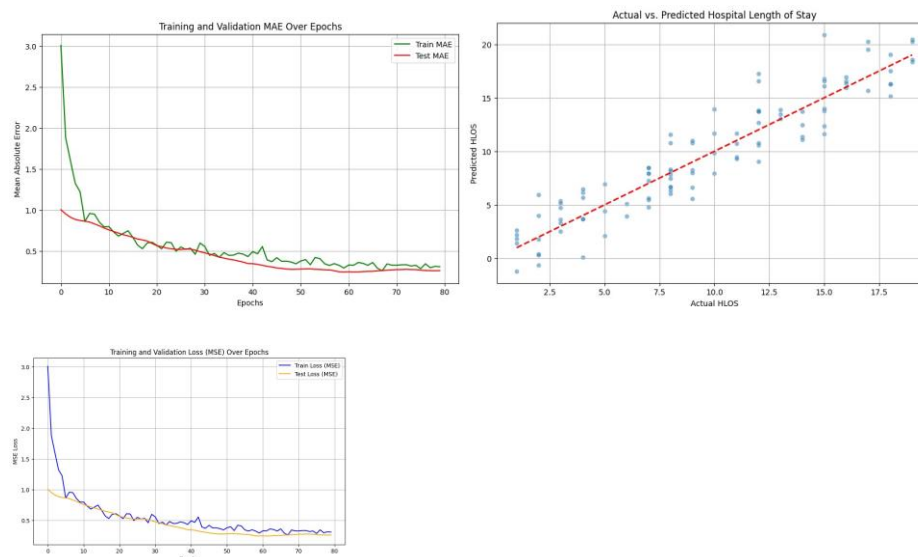 Training and Validation MAE Over Epochs
Train MAE
Test MAE
Mean Absolute Error
3.0
2.5
2.0
1.5
1.0
0.5
0 10 20 30 40 50 60 70 80
Epochs
Actual vs. Predicted Hospital Length of Stay
Predicted HLOS
20
15
10
5
0
2.5 5.0 7.5 10.0 12.5 15.0 17.5
Actual HLOS
Training and Validation Loss (MSE) Over Epochs
Train Loss (MSE)
Test Loss (MSE)
MSE Loss
3.0
2.5
2.0
1.5
1.0
0.5
0 10 20 30 40 50 60 70 80